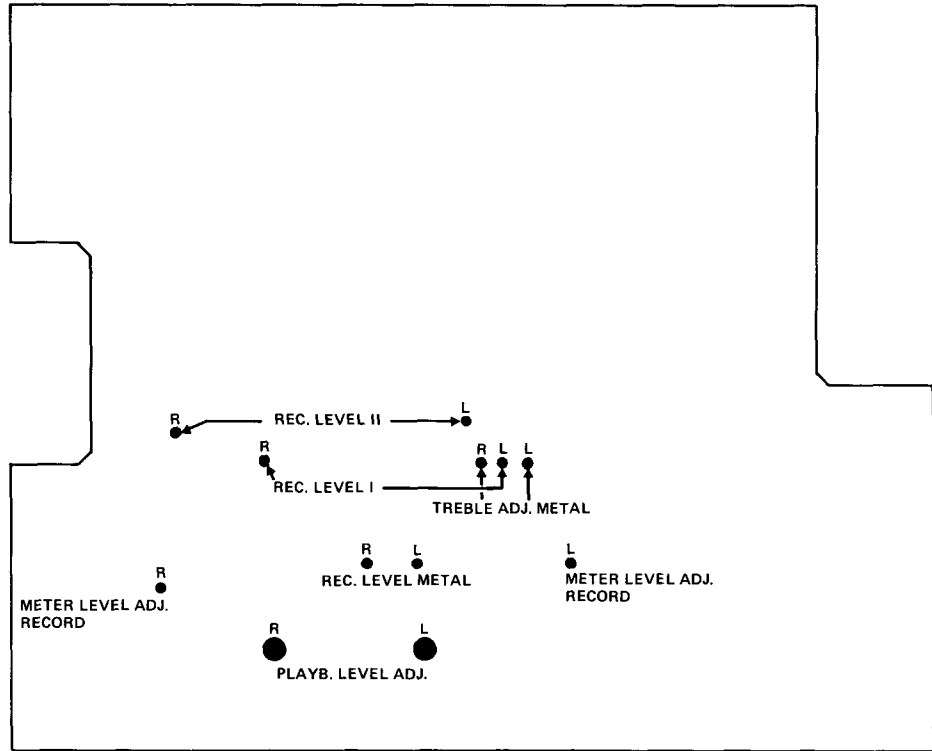 R
REC. LEVEL II
L
R
REC. LEVEL I
R L L
TREBLE ADJ. METAL
R L
REC. LEVEL METAL
L
METER LEVEL ADJ.
RECORD
R
METER LEVEL ADJ.
RECORD
R L
PLAYB. LEVEL ADJ.